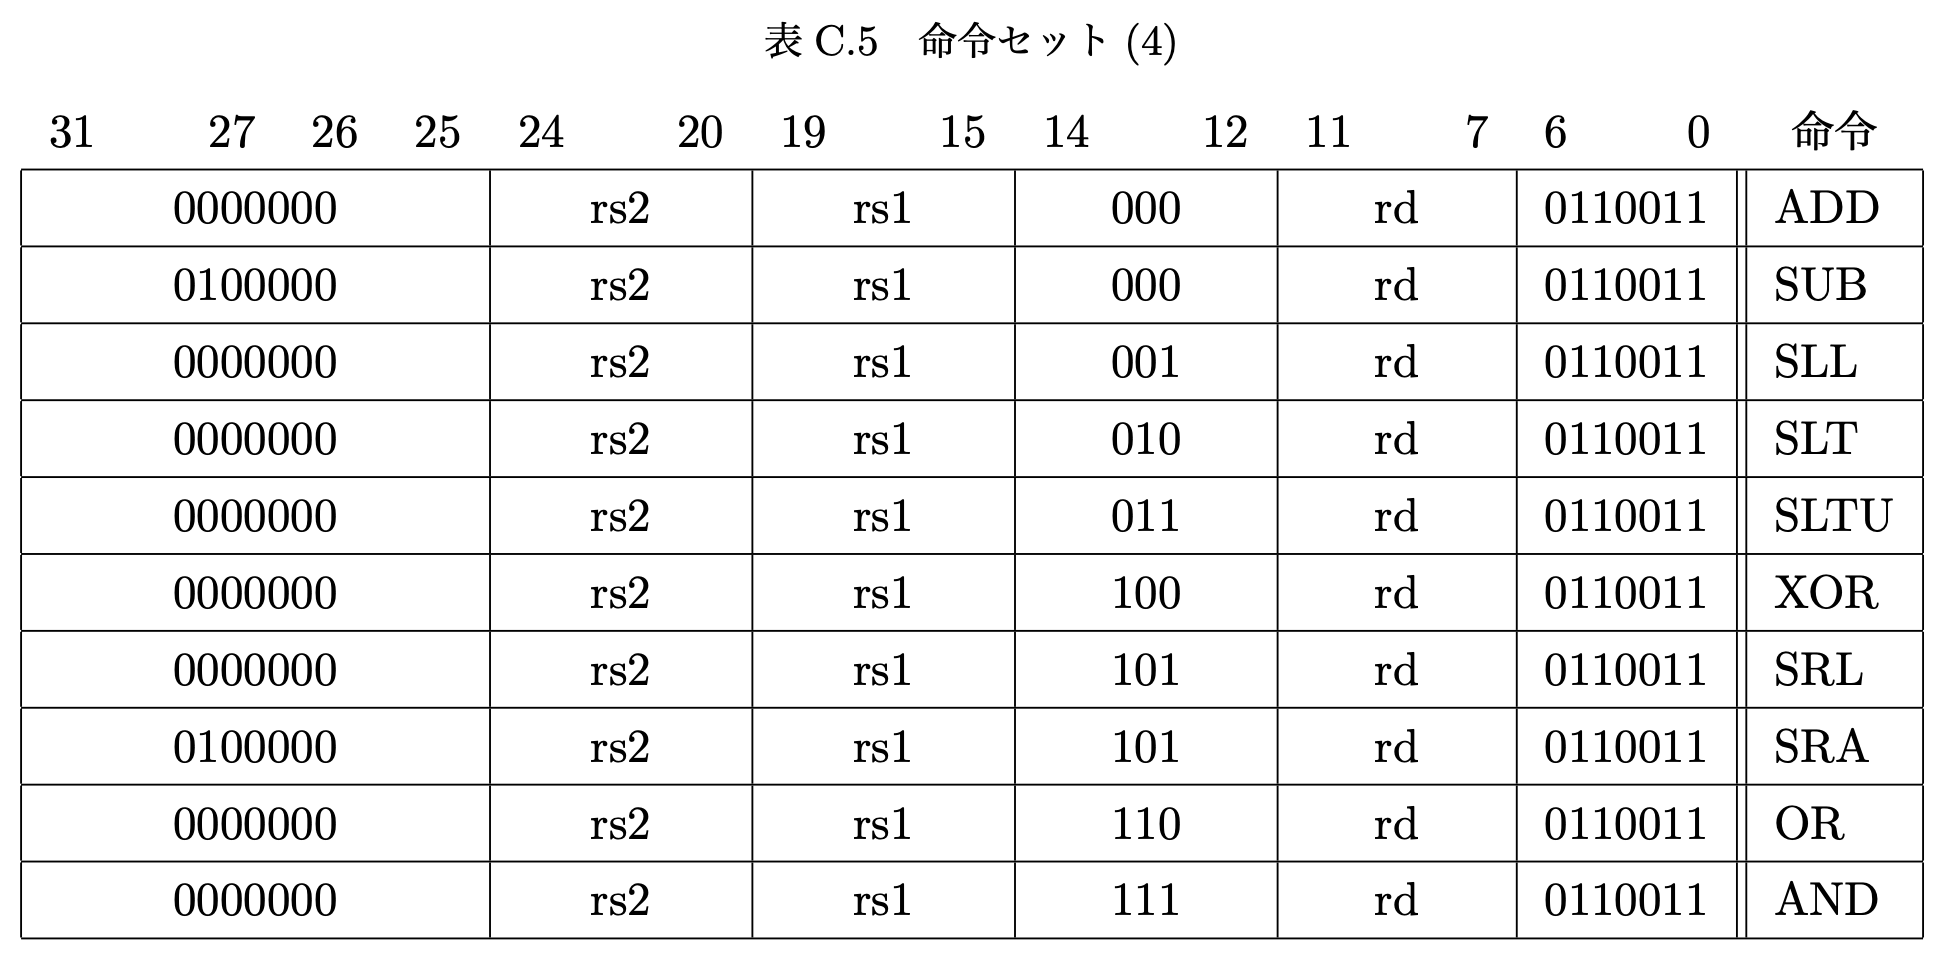 表 C.5 命令セット (4)
31 27 26 25 24 20 19 15 14 12 11 7 6 0 命令
0000000 rs2 rs1 000 rd 0110011 ADD
0100000 rs2 rs1 000 rd 0110011 SUB
0000000 rs2 rs1 001 rd 0110011 SLL
0000000 rs2 rs1 010 rd 0110011 SLT
0000000 rs2 rs1 011 rd 0110011 SLTU
0000000 rs2 rs1 100 rd 0110011 XOR
0000000 rs2 rs1 101 rd 0110011 SRL
0100000 rs2 rs1 101 rd 0110011 SRA
0000000 rs2 rs1 110 rd 0110011 OR
0000000 rs2 rs1 111 rd 0110011 AND